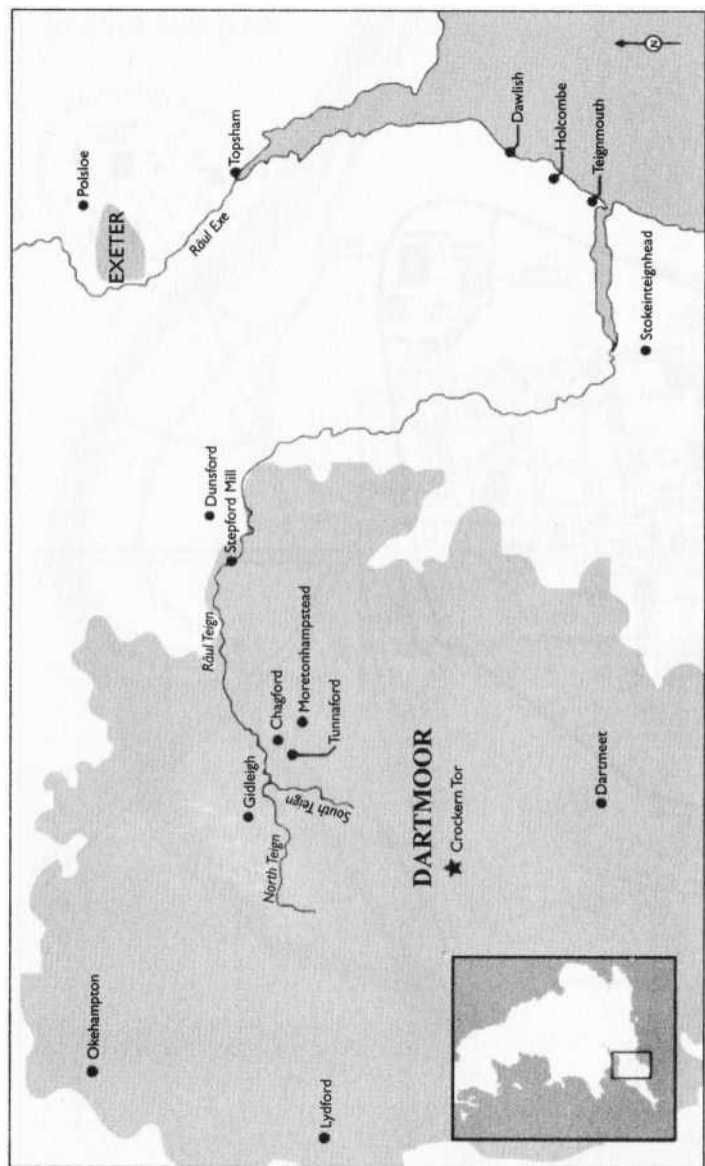 Okehampton
Lydford
North Teign
South Teign
Gidleigh
Râul Teign
Chagford
Moretonhampstead
Tunnaford
DARTMOOR
Crockern Tor
Dartmeet
Dunsford
Stepford Mill
Polsloe
EXETER
Râul Exe
Topsham
Dawlish
Holcombe
Teignmouth
Stokeinteignhead
N